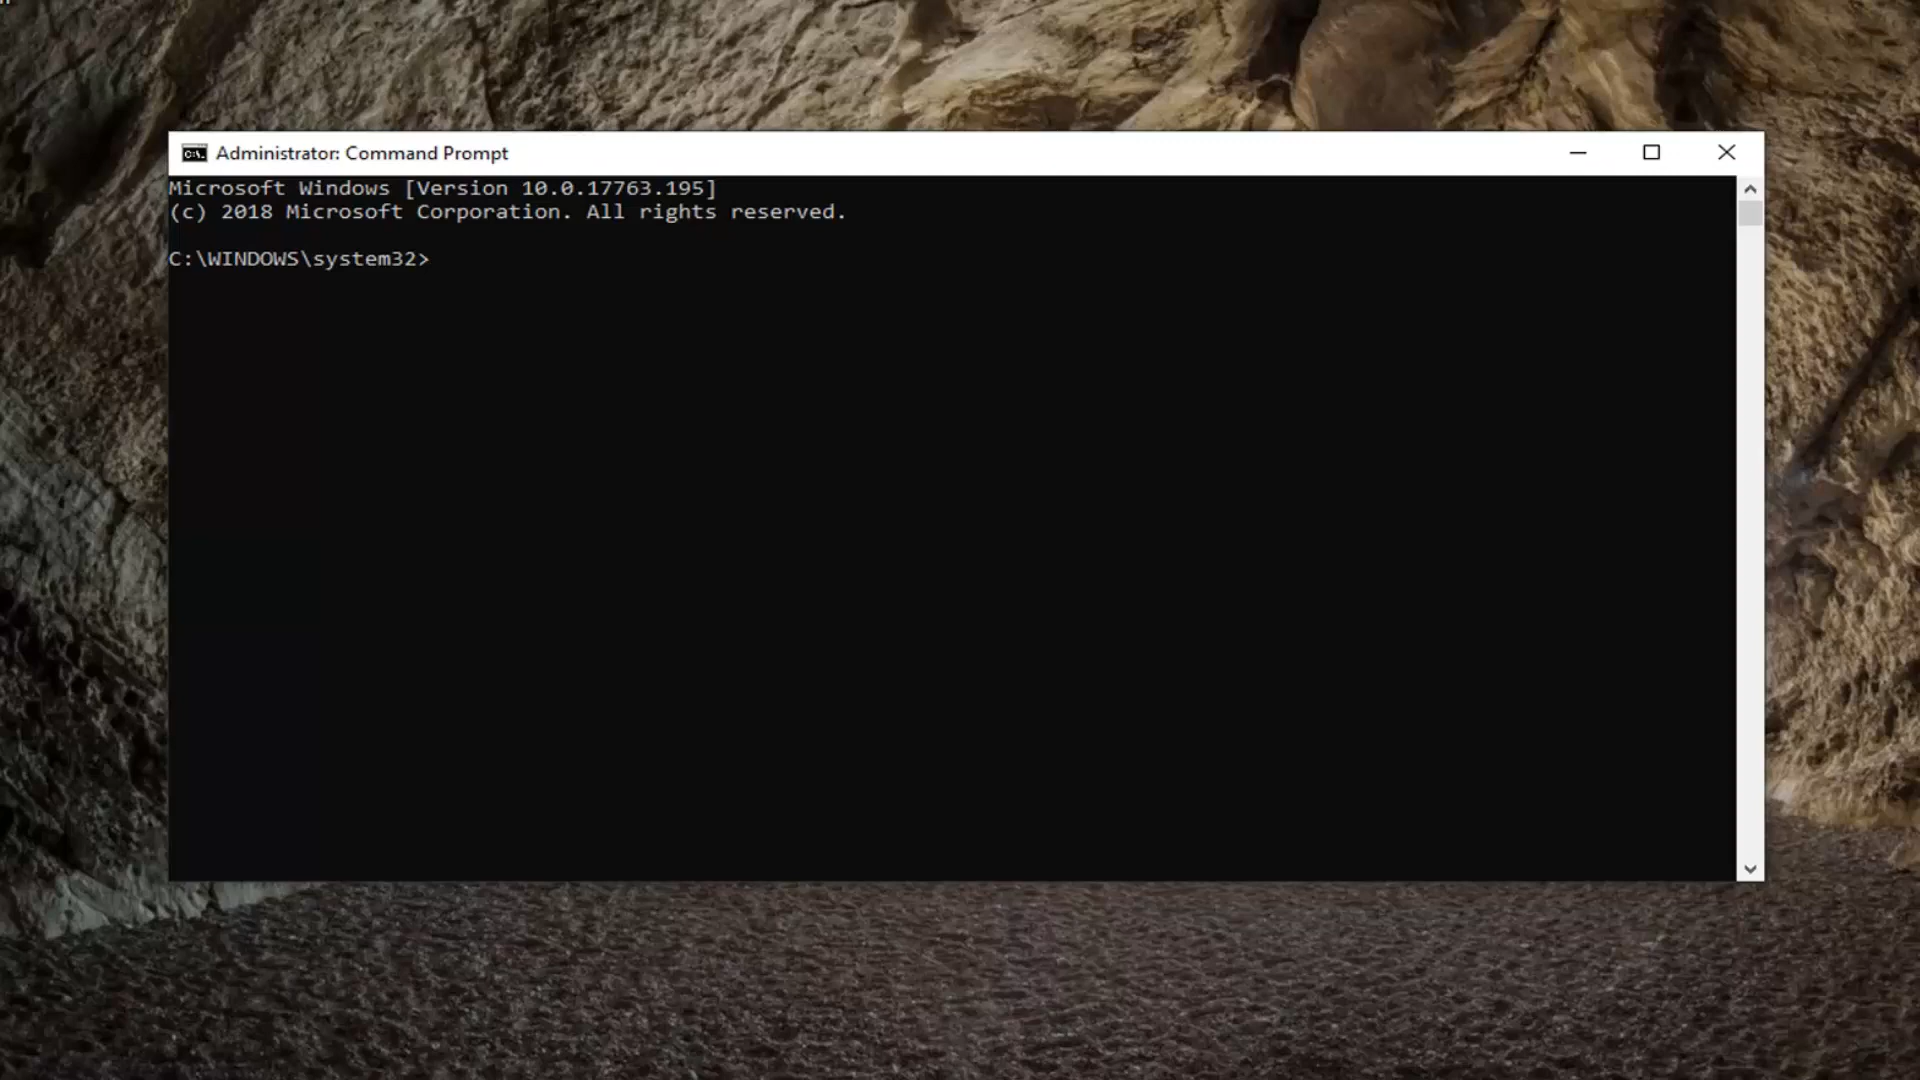 Administrator: Command Prompt
Microsoft Windows [Version 10.0.17763.195]
(c) 2018 Microsoft Corporation. All rights reserved.
C:\WINDOWS\system32>